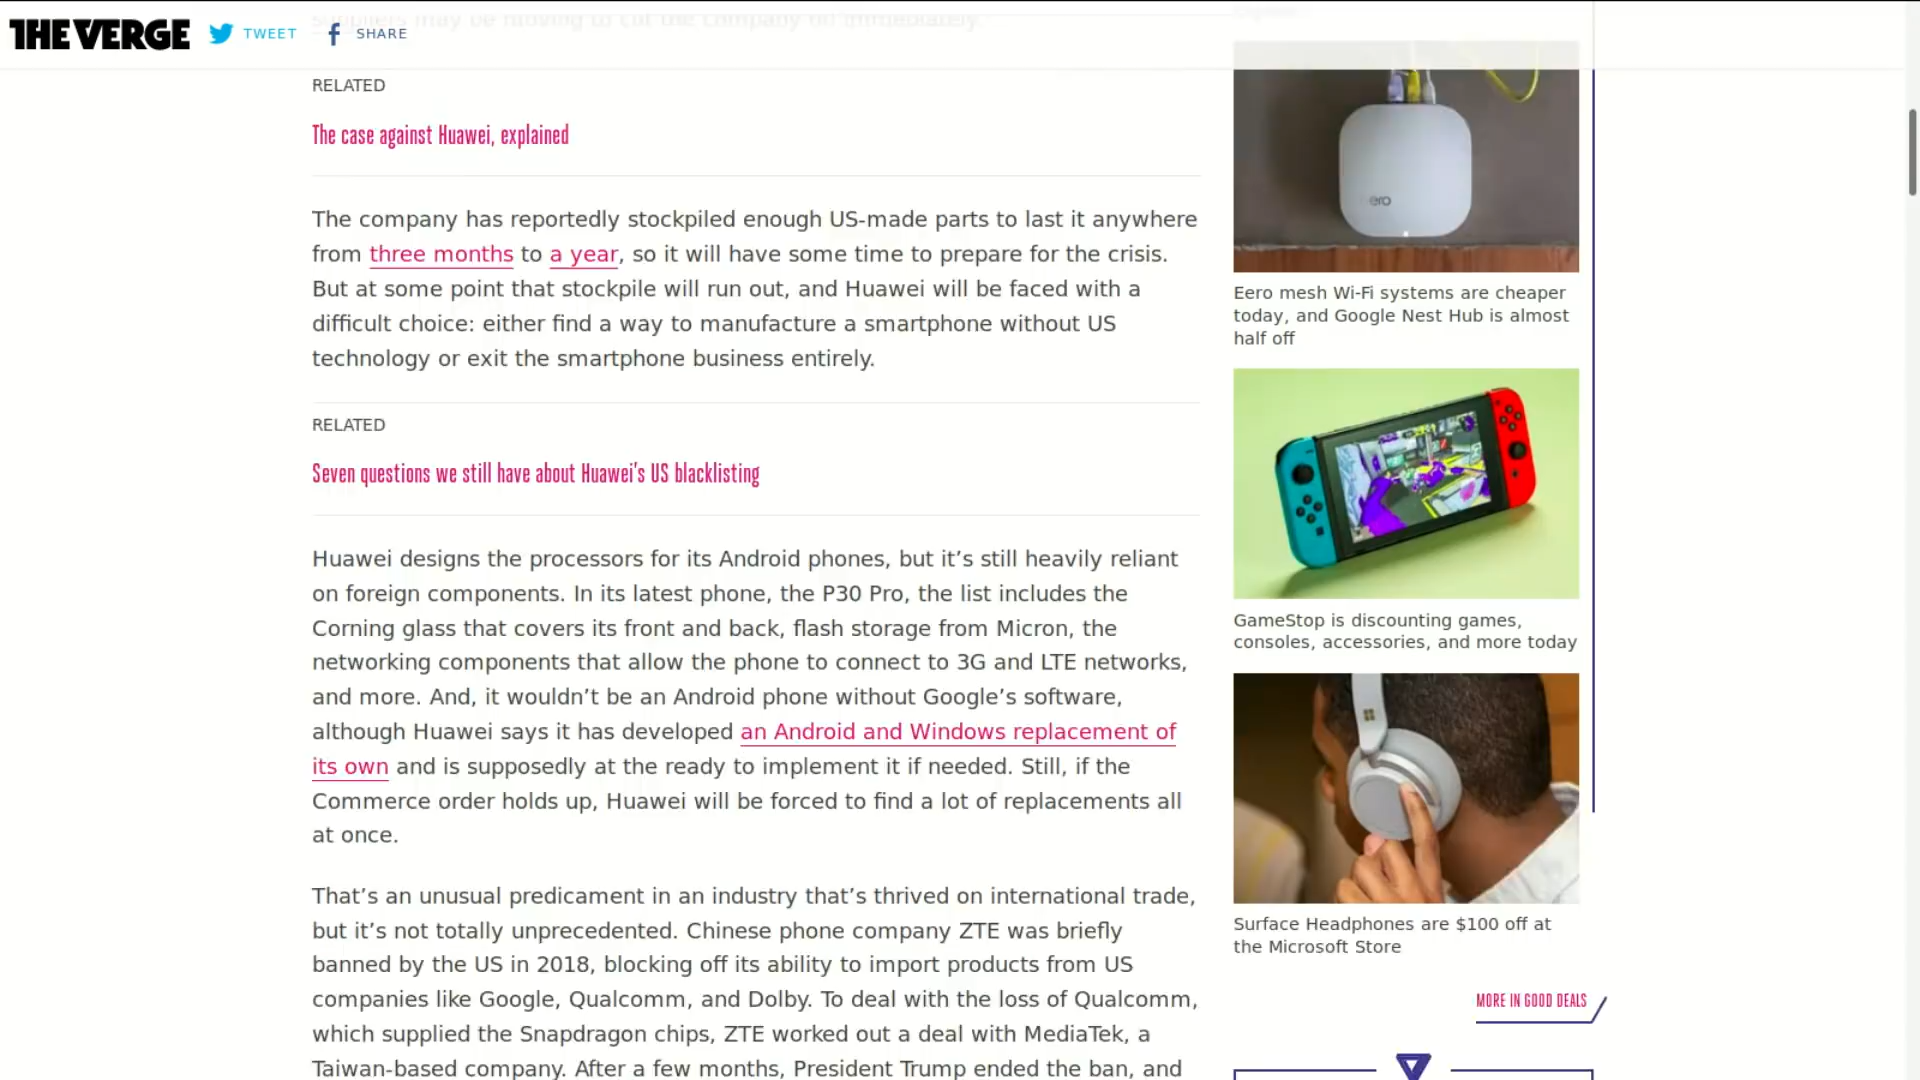 THE VERGE TWEET SHARE
suppliers may be moving to cut the company off immediately.
RELATED
The case against Huawei, explained
The company has reportedly stockpiled enough US-made parts to last it anywhere
from three months to a year, so it will have some time to prepare for the crisis.
But at some point that stockpile will run out, and Huawei will be faced with a
difficult choice: either find a way to manufacture a smartphone without US
technology or exit the smartphone business entirely.
RELATED
Seven questions we still have about Huawei’s US blacklisting
Huawei designs the processors for its Android phones, but it’s still heavily reliant
on foreign components. In its latest phone, the P30 Pro, the list includes the
Corning glass that covers its front and back, flash storage from Micron, the
networking components that allow the phone to connect to 3G and LTE networks,
and more. And, it wouldn’t be an Android phone without Google’s software,
although Huawei says it has developed an Android and Windows replacement of
its own and is supposedly at the ready to implement it if needed. Still, if the
Commerce order holds up, Huawei will be forced to find a lot of replacements all
at once.
That’s an unusual predicament in an industry that’s thrived on international trade,
but it’s not totally unprecedented. Chinese phone company ZTE was briefly
banned by the US in 2018, blocking off its ability to import products from US
companies like Google, Qualcomm, and Dolby. To deal with the loss of Qualcomm,
which supplied the Snapdragon chips, ZTE worked out a deal with MediaTek, a
Taiwan-based company. After a few months, President Trump ended the ban, and
ero
Eero mesh Wi-Fi systems are cheaper
today, and Google Nest Hub is almost
half off
GameStop is discounting games,
consoles, accessories, and more today
Surface Headphones are $100 off at
the Microsoft Store
MORE IN GOOD DEALS